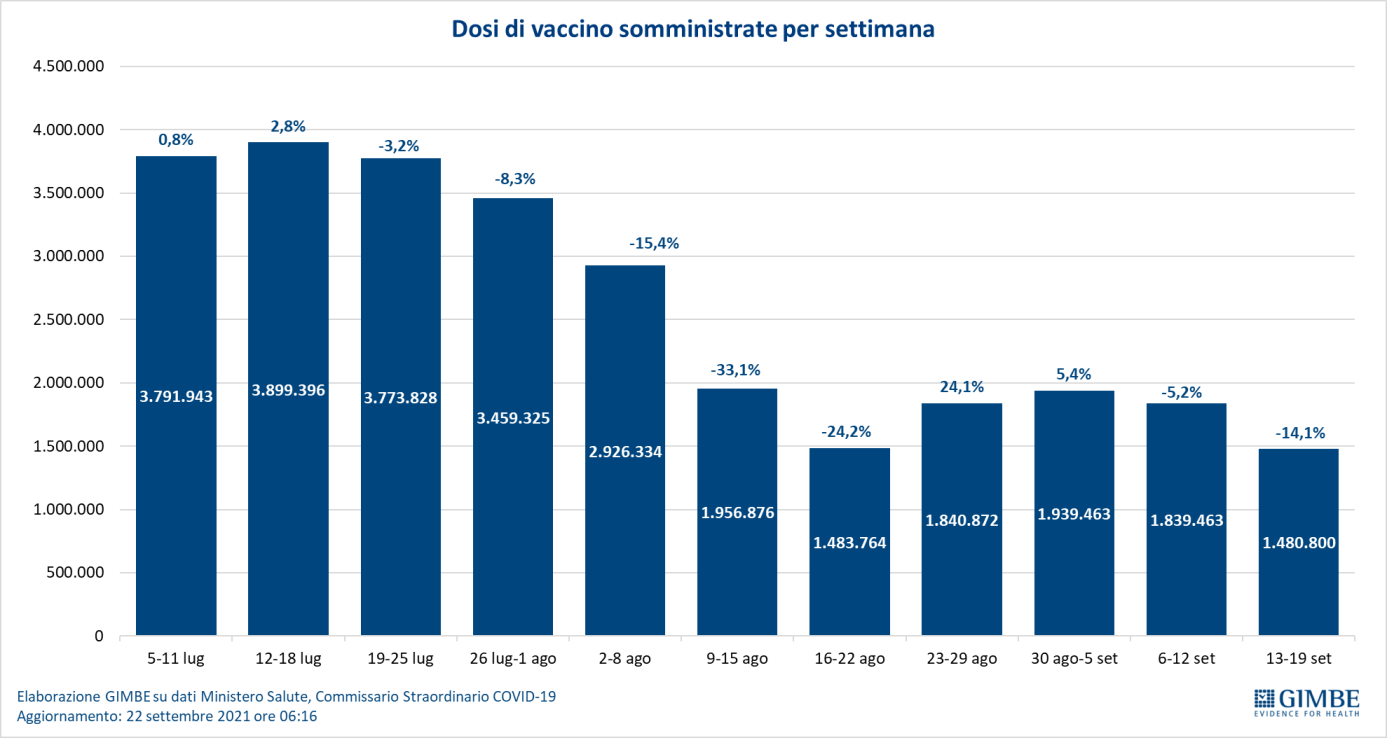 Dosi di vaccino somministrate per settimana
4.500.000
4.000.000
3.500.000
3.000.000
2.500.000
2.000.000
1.500.000
1.000.000
500.000
0
0,8%
2,8%
-3,2%
-8,3%
-15,4%
-33,1%
-24,2%
24,1%
5,4%
-5,2%
-14,1%
3.791.943
3.899.396
3.773.828
3.459.325
2.926.334
1.956.876
1.483.764
1.840.872
1.939.463
1.839.463
1.480.800
5-11 lug
12-18 lug
19-25 lug
26 lug-1 ago
2-8 ago
9-15 ago
16-22 ago
23-29 ago
30 ago-5 set
6-12 set
13-19 set
Elaborazione GIMBE su dati Ministero Salute, Commissario Straordinario COVID-19
Aggiornamento: 22 settembre 2021 ore 06:16
GIMBE
EVIDENCE FOR HEALTH